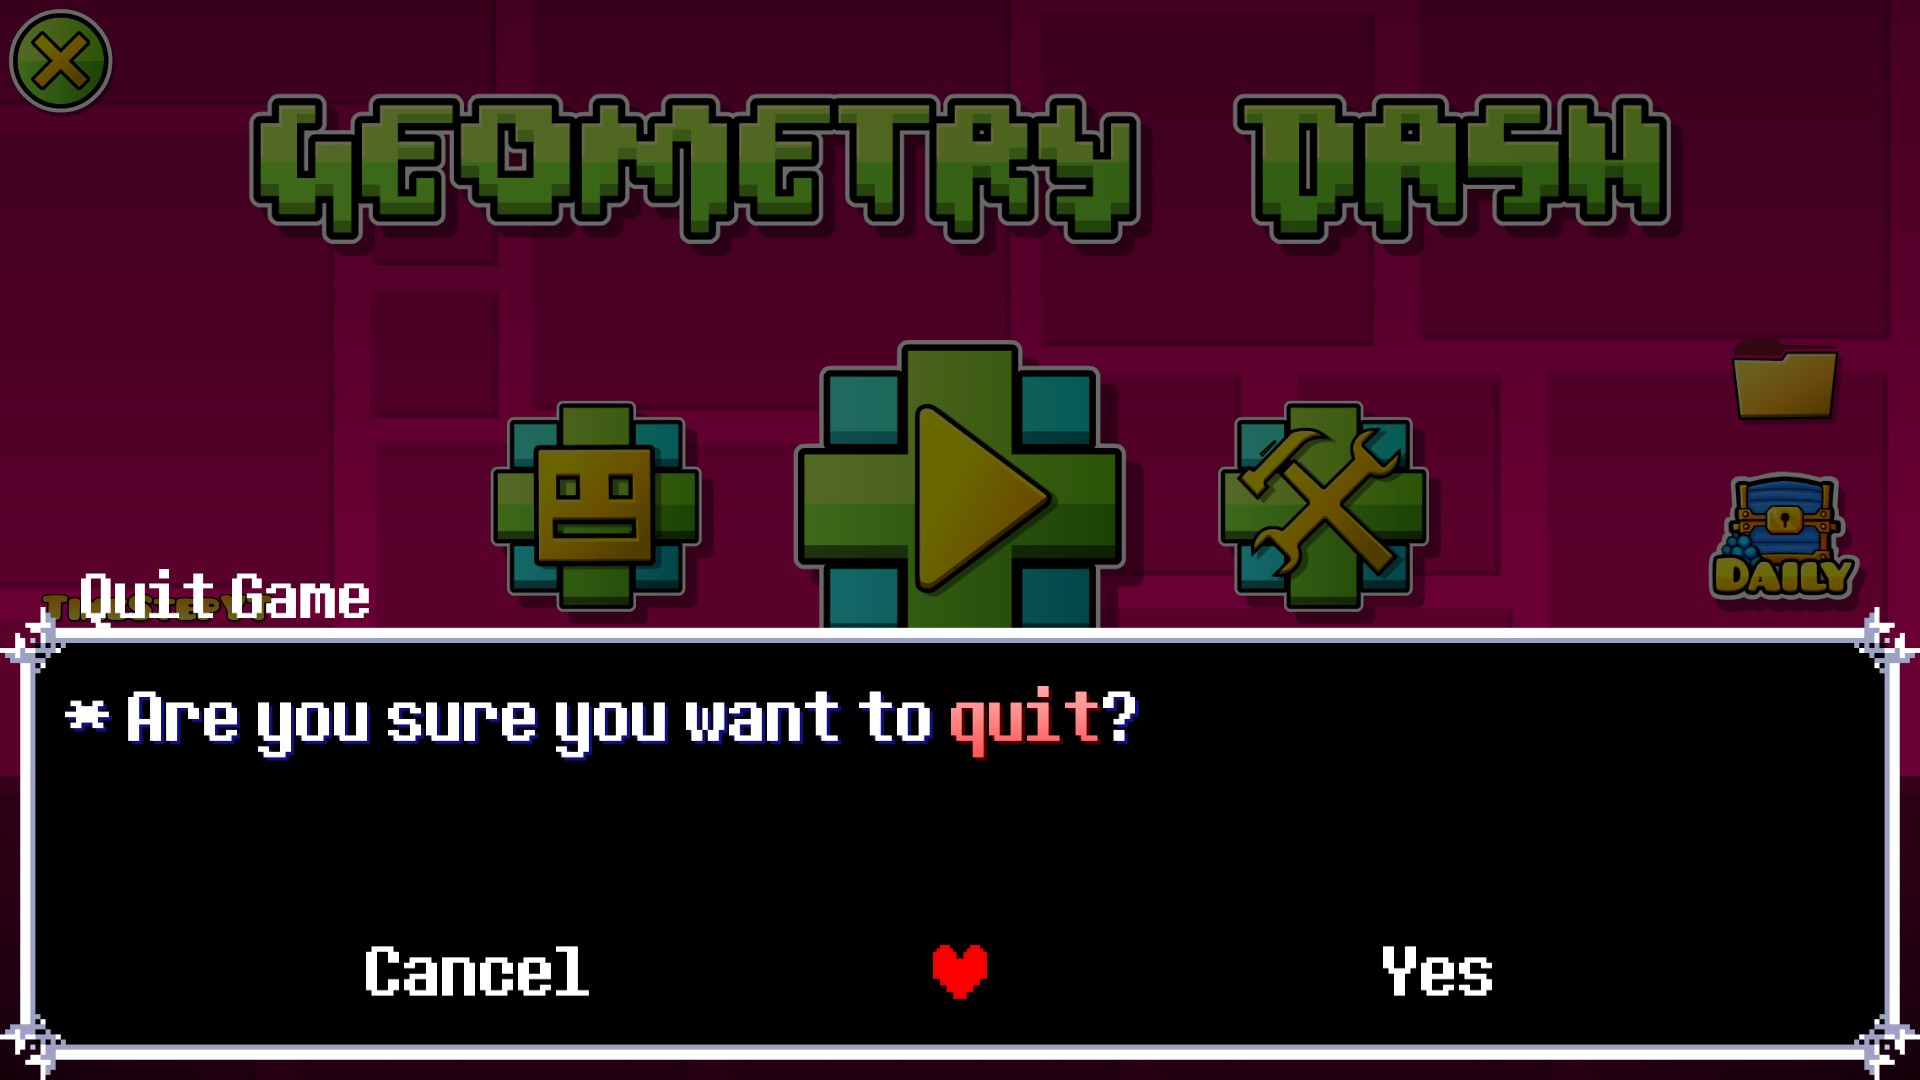 GEOMETRY DASH
DAILY
Quit Game
* Are you sure you want to quit?
Cancel
Yes